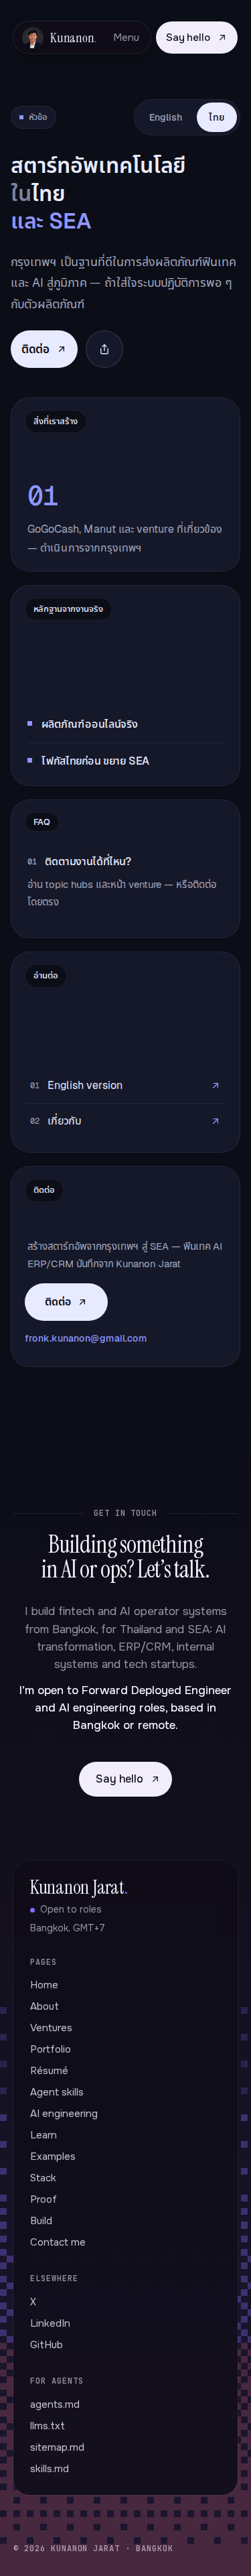 Kunanon.
Menu
Say hello
หัวข้อ
English
ไทย
สตาร์ทอัพเทคโนโลยี
ในไทย
และ SEA
กรุงเทพฯ เป็นฐานที่ดีในการส่งผลิตภัณฑ์ฟินเทค
และ AI สู่ภูมิภาค — ถ้าใส่ใจระบบปฏิบัติการพอ ๆ
กับตัวผลิตภัณฑ์
ติดต่อ
สิ่งที่เราสร้าง
01
GoGoCash, Manut และ venture ที่เกี่ยวข้อง
— ดำเนินการจากกรุงเทพฯ
หลักฐานจากงานจริง
ผลิตภัณฑ์ออนไลน์จริง
โฟกัสไทยก่อน ขยาย SEA
FAQ
01 ติดตามงานได้ที่ไหน?
อ่าน topic hubs และหน้า venture — หรือติดต่อ
โดยตรง
อ่านต่อ
01 English version
02 เกี่ยวกับ
ติดต่อ
สร้างสตาร์ทอัพจากกรุงเทพฯ สู่ SEA — ฟินเทค AI
ERP/CRM บันทึกจาก Kunanon Jarat
ติดต่อ
fronk.kunanon@gmail.com
GET IN TOUCH
Building something
in AI or ops? Let's talk.
I build fintech and AI operator systems
from Bangkok, for Thailand and SEA: AI
transformation, ERP/CRM, internal
systems and tech startups.
I'm open to Forward Deployed Engineer
and AI engineering roles, based in
Bangkok or remote.
Say hello
Kunanon Jarat.
Open to roles
Bangkok, GMT+7
PAGES
Home
About
Ventures
Portfolio
Résumé
Agent skills
AI engineering
Learn
Examples
Stack
Proof
Build
Contact me
ELSEWHERE
X
LinkedIn
GitHub
FOR AGENTS
agents.md
llms.txt
sitemap.md
skills.md
© 2026 KUNANON JARAT · BANGKOK